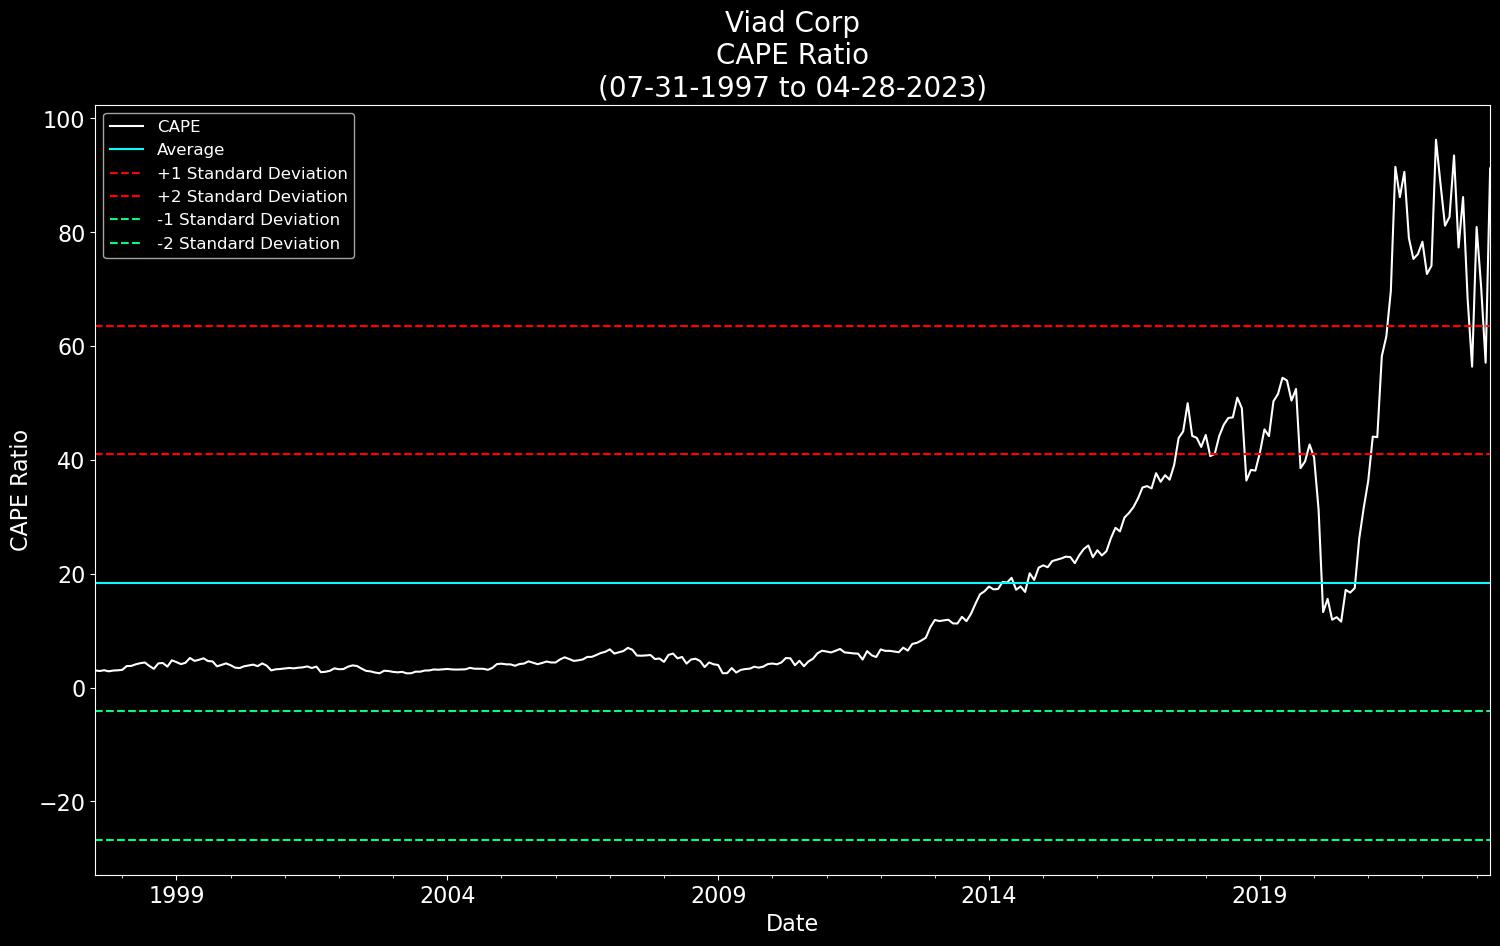 Viad Corp
CAPE Ratio
(07-31-1997 to 04-28-2023)
CAPE
Average
+1 Standard Deviation
+2 Standard Deviation
-1 Standard Deviation
-2 Standard Deviation
100
80
60
40
20
0
−20
CAPE Ratio
1999 2004 2009 2014 2019
Date